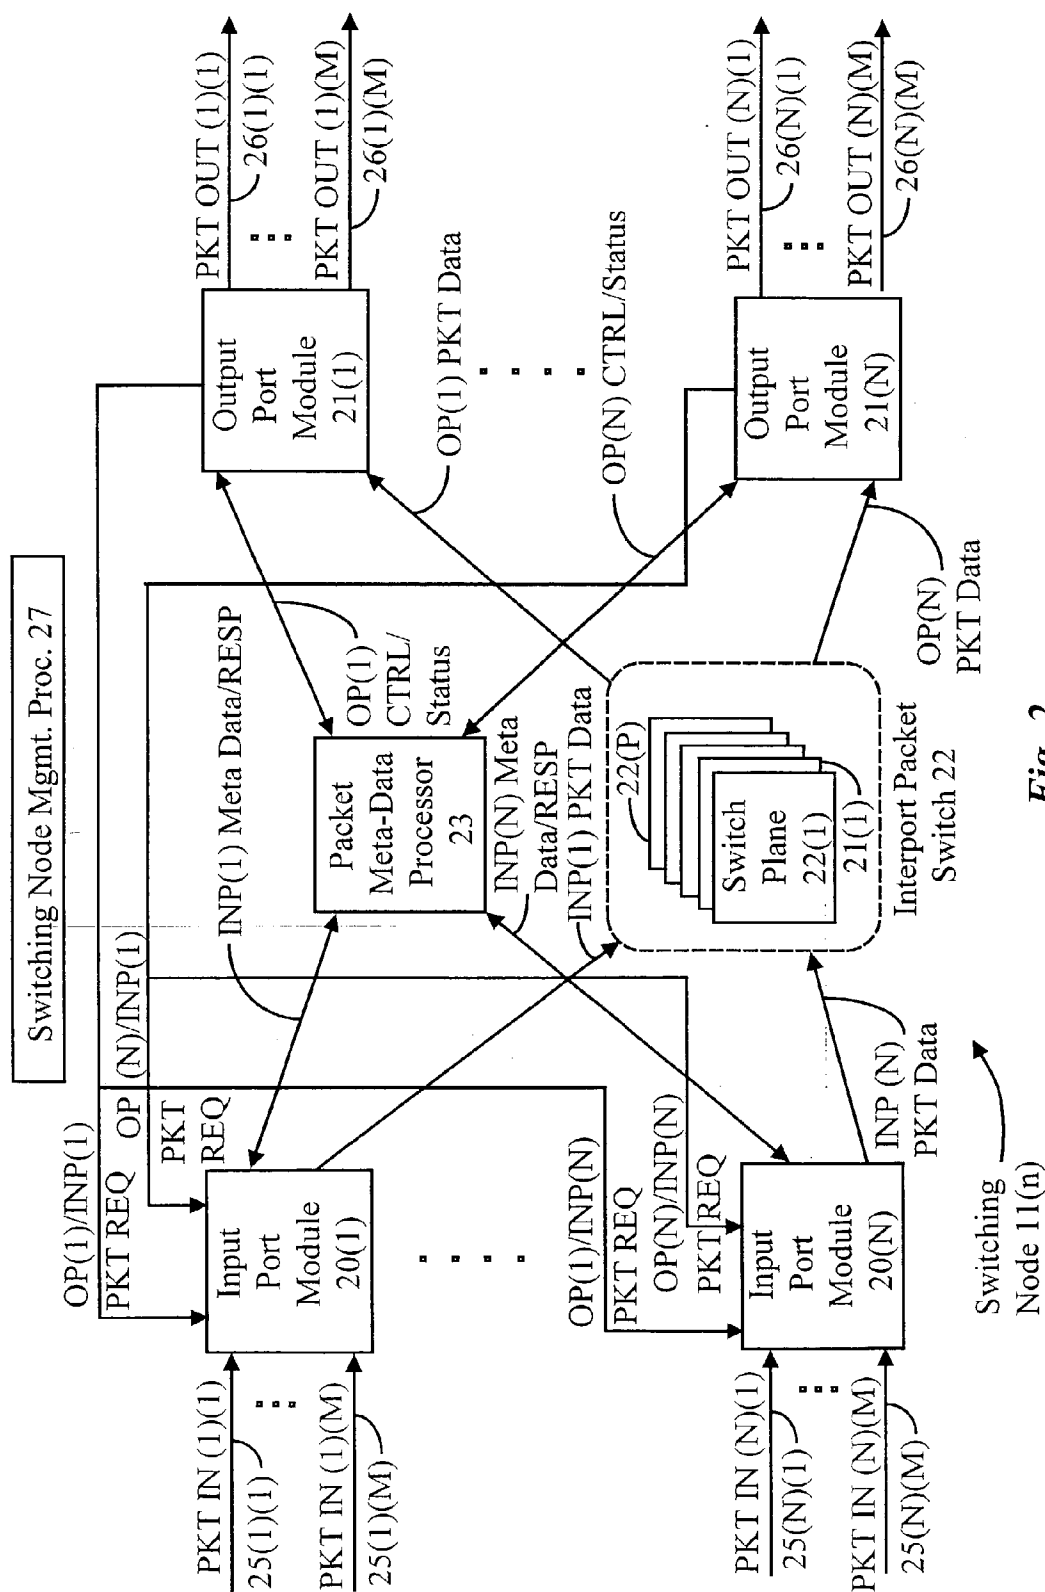 Switching Node Mgmt. Proc. 27
OP(1)/INP(1)
PKT REQ
OP (N)/INP(1)
PKT
REQ
INP(1) Meta Data/RESP
PKT IN (1)(1)
25(1)(1)
PKT IN (1)(M)
25(1)(M)
Input
Port
Module
20(1)
Packet
Meta-Data
Processor
23
OP(1)
CTRL/
Status
Output
Port
Module
21(1)
PKT OUT (1)(1)
26(1)(1)
PKT OUT (1)(M)
26(1)(M)
OP(1) PKT Data
INP(N) Meta
Data/RESP
INP(1) PKT Data
OP(N) CTRL/Status
OP(1)/INP(N)
PKT REQ
OP(N)/INP(N)
PKT REQ
PKT IN (N)(1)
25(N)(1)
PKT IN (N)(M)
25(N)(M)
Input
Port
Module
20(N)
22(P)
Switch
Plane
22(1)
21(1)
Interport Packet
Switch 22
Output
Port
Module
21(N)
PKT OUT (N)(1)
26(N)(1)
PKT OUT (N)(M)
26(N)(M)
INP (N)
PKT Data
OP(N)
PKT Data
Switching
Node 11(n)
Fig. 2